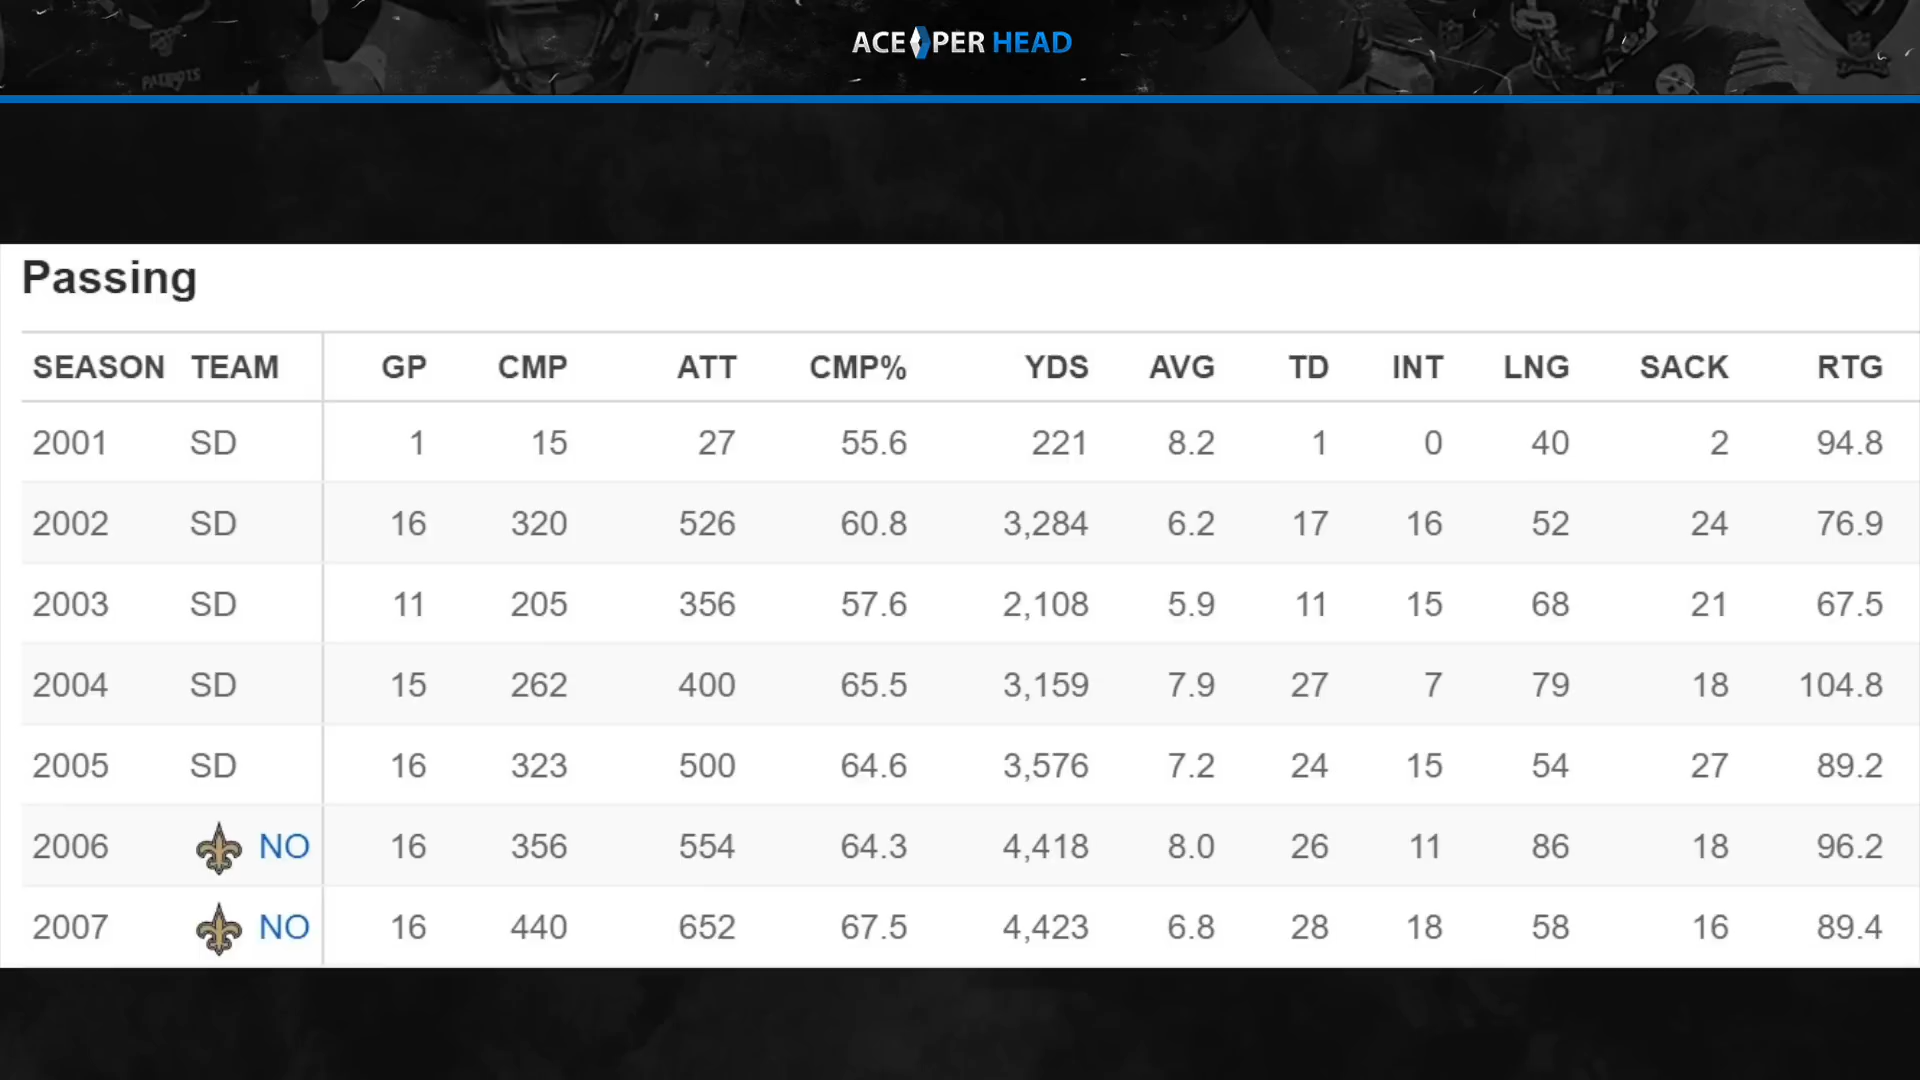 ACE PER HEAD
PATRIOTS
Passing
SEASON TEAM GP CMP ATT CMP% YDS AVG TD INT LNG SACK RTG
2001 SD 1 15 27 55.6 221 8.2 1 0 40 2 94.8
2002 SD 16 320 526 60.8 3,284 6.2 17 16 52 24 76.9
2003 SD 11 205 356 57.6 2,108 5.9 11 15 68 21 67.5
2004 SD 15 262 400 65.5 3,159 7.9 27 7 79 18 104.8
2005 SD 16 323 500 64.6 3,576 7.2 24 15 54 27 89.2
2006 NO 16 356 554 64.3 4,418 8.0 26 11 86 18 96.2
2007 NO 16 440 652 67.5 4,423 6.8 28 18 58 16 89.4